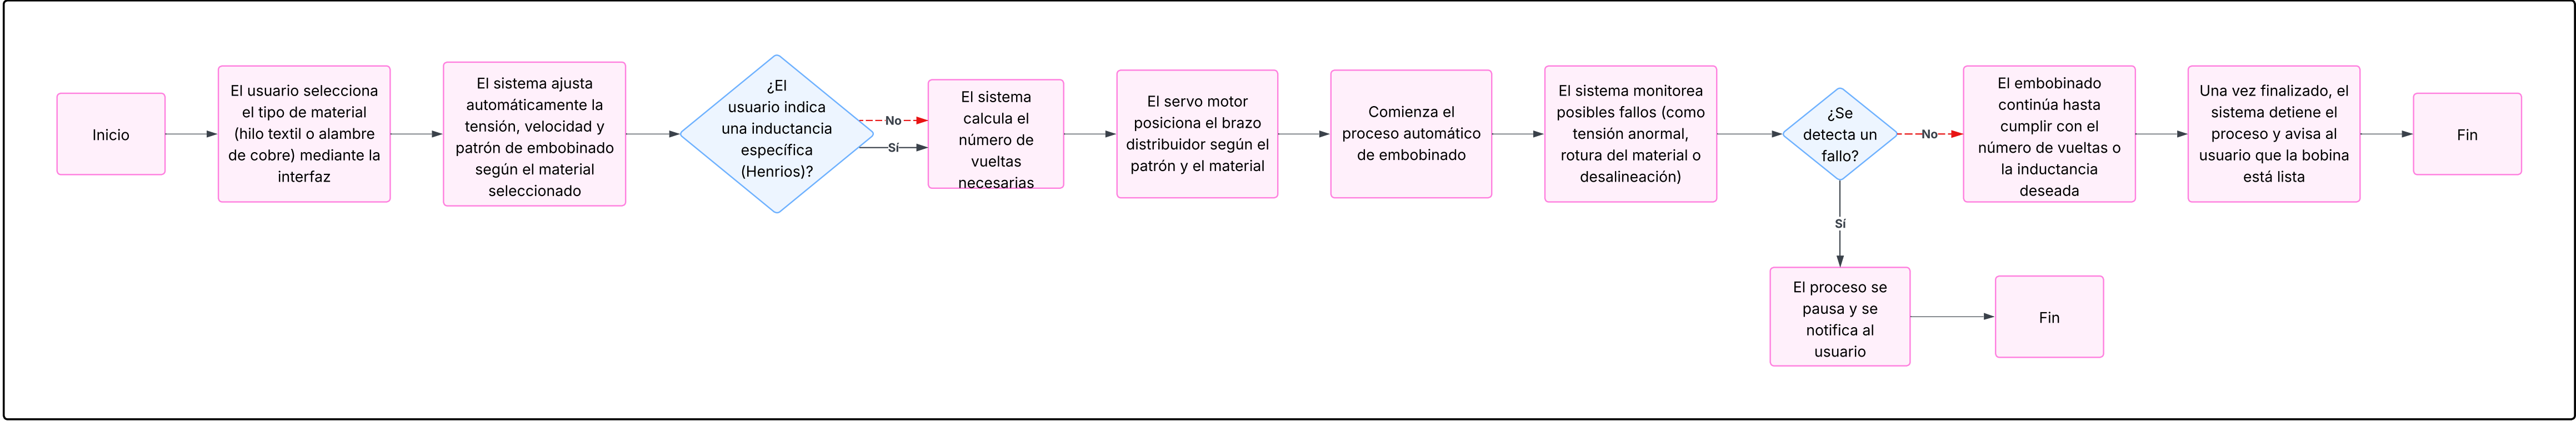 Inicio
El usuario selecciona
el tipo de material
(hilo textil o alambre
de cobre) mediante la
interfaz
El sistema ajusta
automáticamente la
tensión, velocidad y
patrón de embobinado
según el material
seleccionado
¿El
usuario indica
una inductancia
específica
(Henrios)?
No
Sí
El sistema
calcula el
número de
vueltas
necesarias
El servo motor
posiciona el brazo
distribuidor según el
patrón y el material
Comienza el
proceso automático
de embobinado
El sistema monitorea
posibles fallos (como
tensión anormal,
rotura del material o
desalineación)
¿Se
detecta un
fallo?
No
El embobinado
continúa hasta
cumplir con el
número de vueltas o
la inductancia
deseada
Una vez finalizado, el
sistema detiene el
proceso y avisa al
usuario que la bobina
está lista
Fin
Sí
El proceso se
pausa y se
notifica al
usuario
Fin